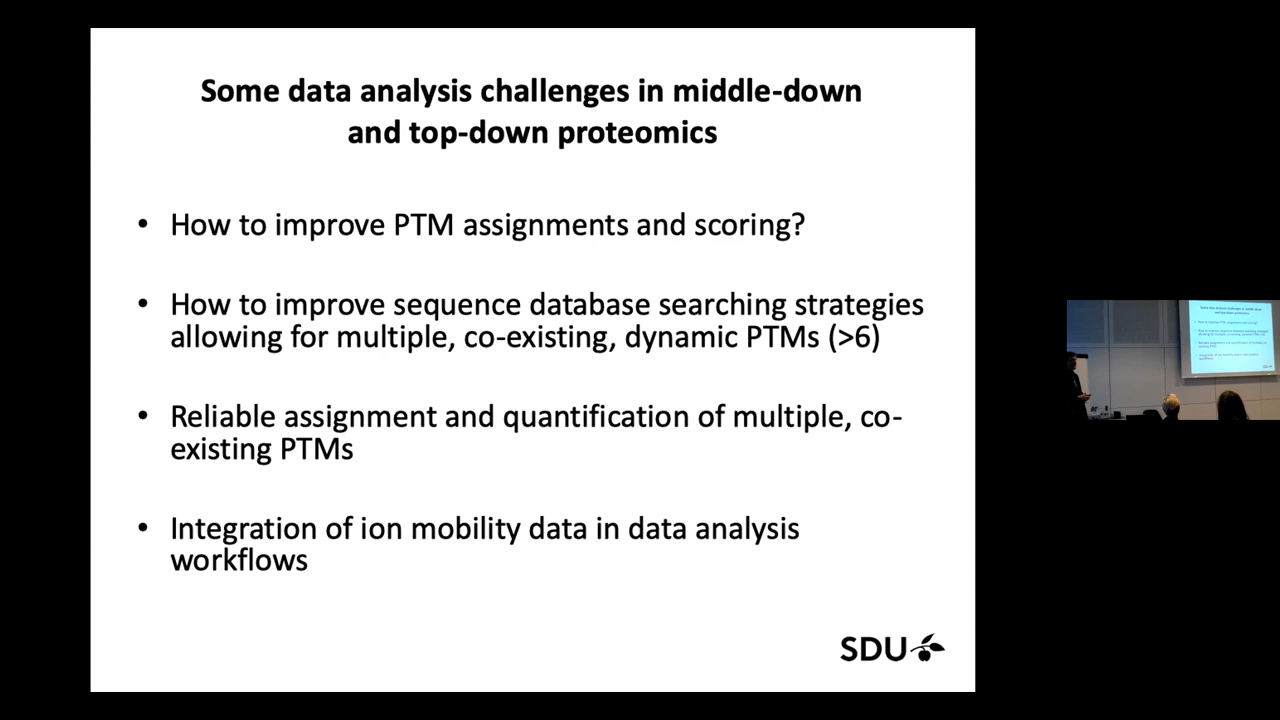 Some data analysis challenges in middle-down
and top-down proteomics
• How to improve PTM assignments and scoring?
• How to improve sequence database searching strategies
allowing for multiple, co-existing, dynamic PTMs (>6)
• Reliable assignment and quantification of multiple, co-
existing PTMs
• Integration of ion mobility data in data analysis
workflows
SDU